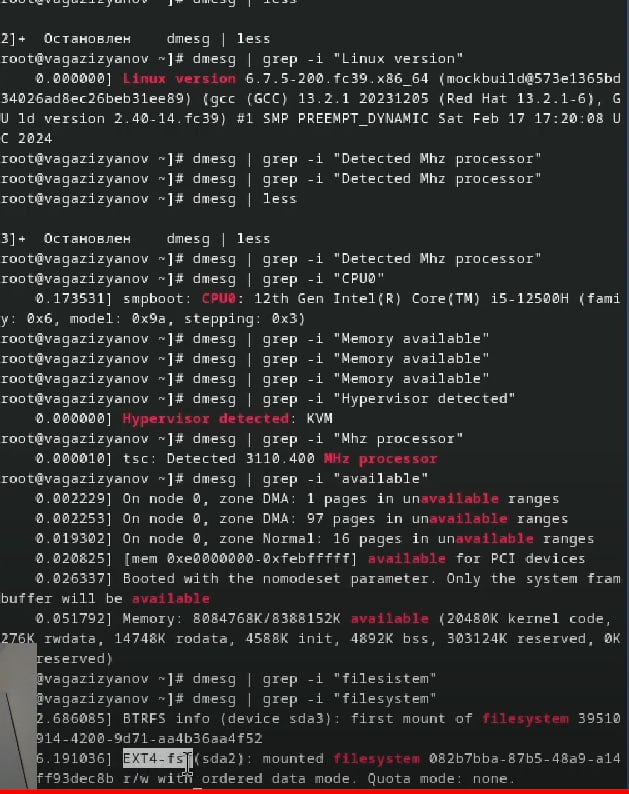 root@vagazizyanov ~]# dmesg | less
2]+  Остановлен    dmesg | less
root@vagazizyanov ~]# dmesg | grep -i "Linux version"
0.000000] Linux version 6.7.5-200.fc39.x86_64 (mockbuild@573e1365bd
34026ad8ec26beb31ee89) (gcc (GCC) 13.2.1 20231205 (Red Hat 13.2.1-6), G
U ld version 2.40-14.fc39) #1 SMP PREEMPT_DYNAMIC Sat Feb 17 17:20:08 U
C 2024
root@vagazizyanov ~]# dmesg | grep -i "Detected Mhz processor"
root@vagazizyanov ~]# dmesg | grep -i "Detected Mhz processor"
root@vagazizyanov ~]# dmesg | less
3]+  Остановлен    dmesg | less
root@vagazizyanov ~]# dmesg | grep -i "Detected Mhz processor"
root@vagazizyanov ~]# dmesg | grep -i "CPU0"
0.173531] smpboot: CPU0: 12th Gen Intel(R) Core(TM) i5-12500H (fami
y: 0x6, model: 0x9a, stepping: 0x3)
root@vagazizyanov ~]# dmesg | grep -i "Memory available"
root@vagazizyanov ~]# dmesg | grep -i "Memory available"
root@vagazizyanov ~]# dmesg | grep -i "Memory available"
root@vagazizyanov ~]# dmesg | grep -i "Hypervisor detected"
0.000000] Hypervisor detected: KVM
root@vagazizyanov ~]# dmesg | grep -i "Mhz processor"
0.000010] tsc: Detected 3110.400 MHz processor
root@vagazizyanov ~]# dmesg | grep -i "available"
0.002229] On node 0, zone DMA: 1 pages in unavailable ranges
0.002253] On node 0, zone DMA: 97 pages in unavailable ranges
0.019302] On node 0, zone Normal: 16 pages in unavailable ranges
0.020825] [mem 0xe0000000-0xfebfffff] available for PCI devices
0.026337] Booted with the nomodeset parameter. Only the system fram
buffer will be available
0.051792] Memory: 8084768K/8388152K available (20480K kernel code,
276K rwdata, 14748K rodata, 4588K init, 4892K bss, 303124K reserved, 0K
reserved)
@vagazizyanov ~]# dmesg | grep -i "filesistem"
@vagazizyanov ~]# dmesg | grep -i "filesystem"
2.686085] BTRFS info (device sda3): first mount of filesystem 39510
914-4200-9d71-aa4b36aa4f52
6.191036] EXT4-fs (sda2): mounted filesystem 082b7bba-87b5-48a9-a14
ff93dec8b r/w with ordered data mode. Quota mode: none.